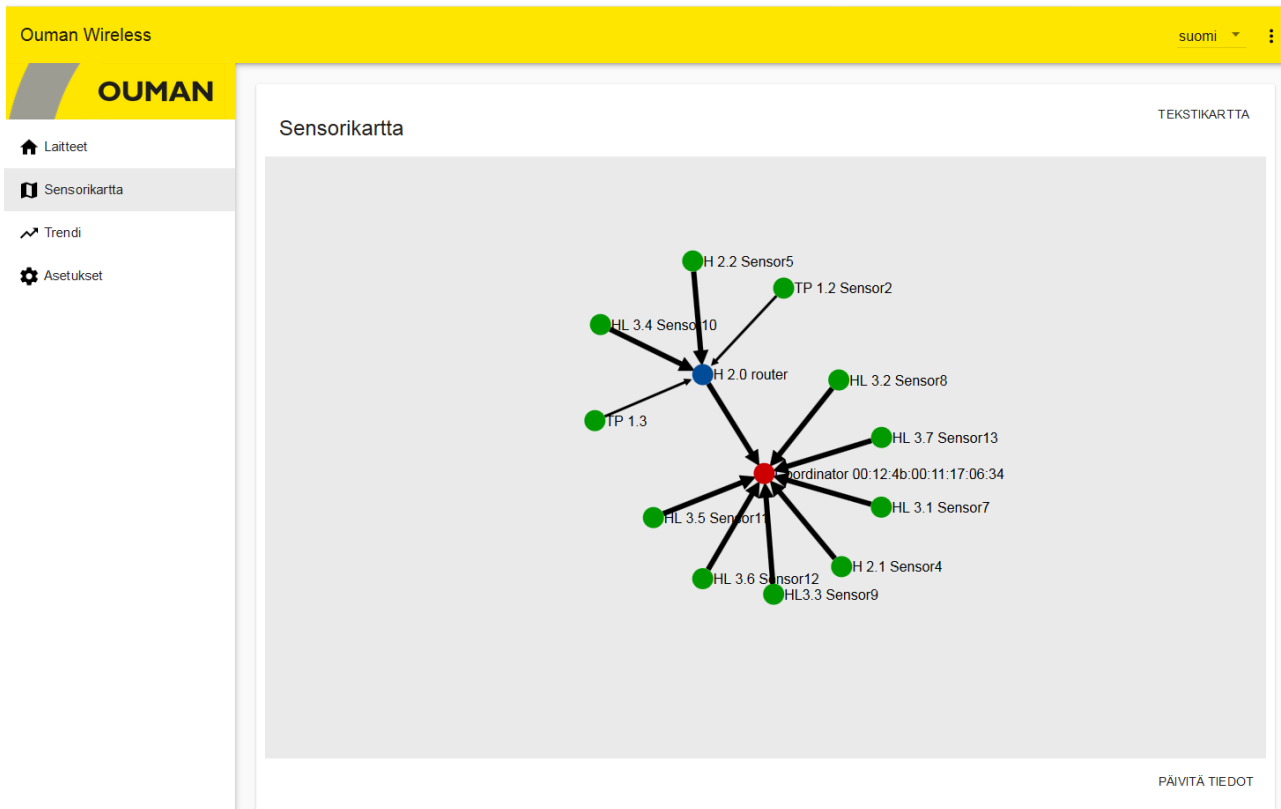 Ouman Wireless
suomi
OUMAN
TEKSTIKARTTA
Sensorikartta
Laitteet
Sensorikartta
Trendi
Asetukset
H 2.2 Sensor5
TP 1.2 Sensor2
HL 3.4 Sensor10
H 2.0 router
HL 3.2 Sensor8
TP 1.3
HL 3.7 Sensor13
Coordinator 00:12:4b:00:11:17:06:34
HL 3.1 Sensor7
HL 3.5 Sensor11
H 2.1 Sensor4
HL 3.6 Sensor12
HL3.3 Sensor9
PÄIVITÄ TIEDOT